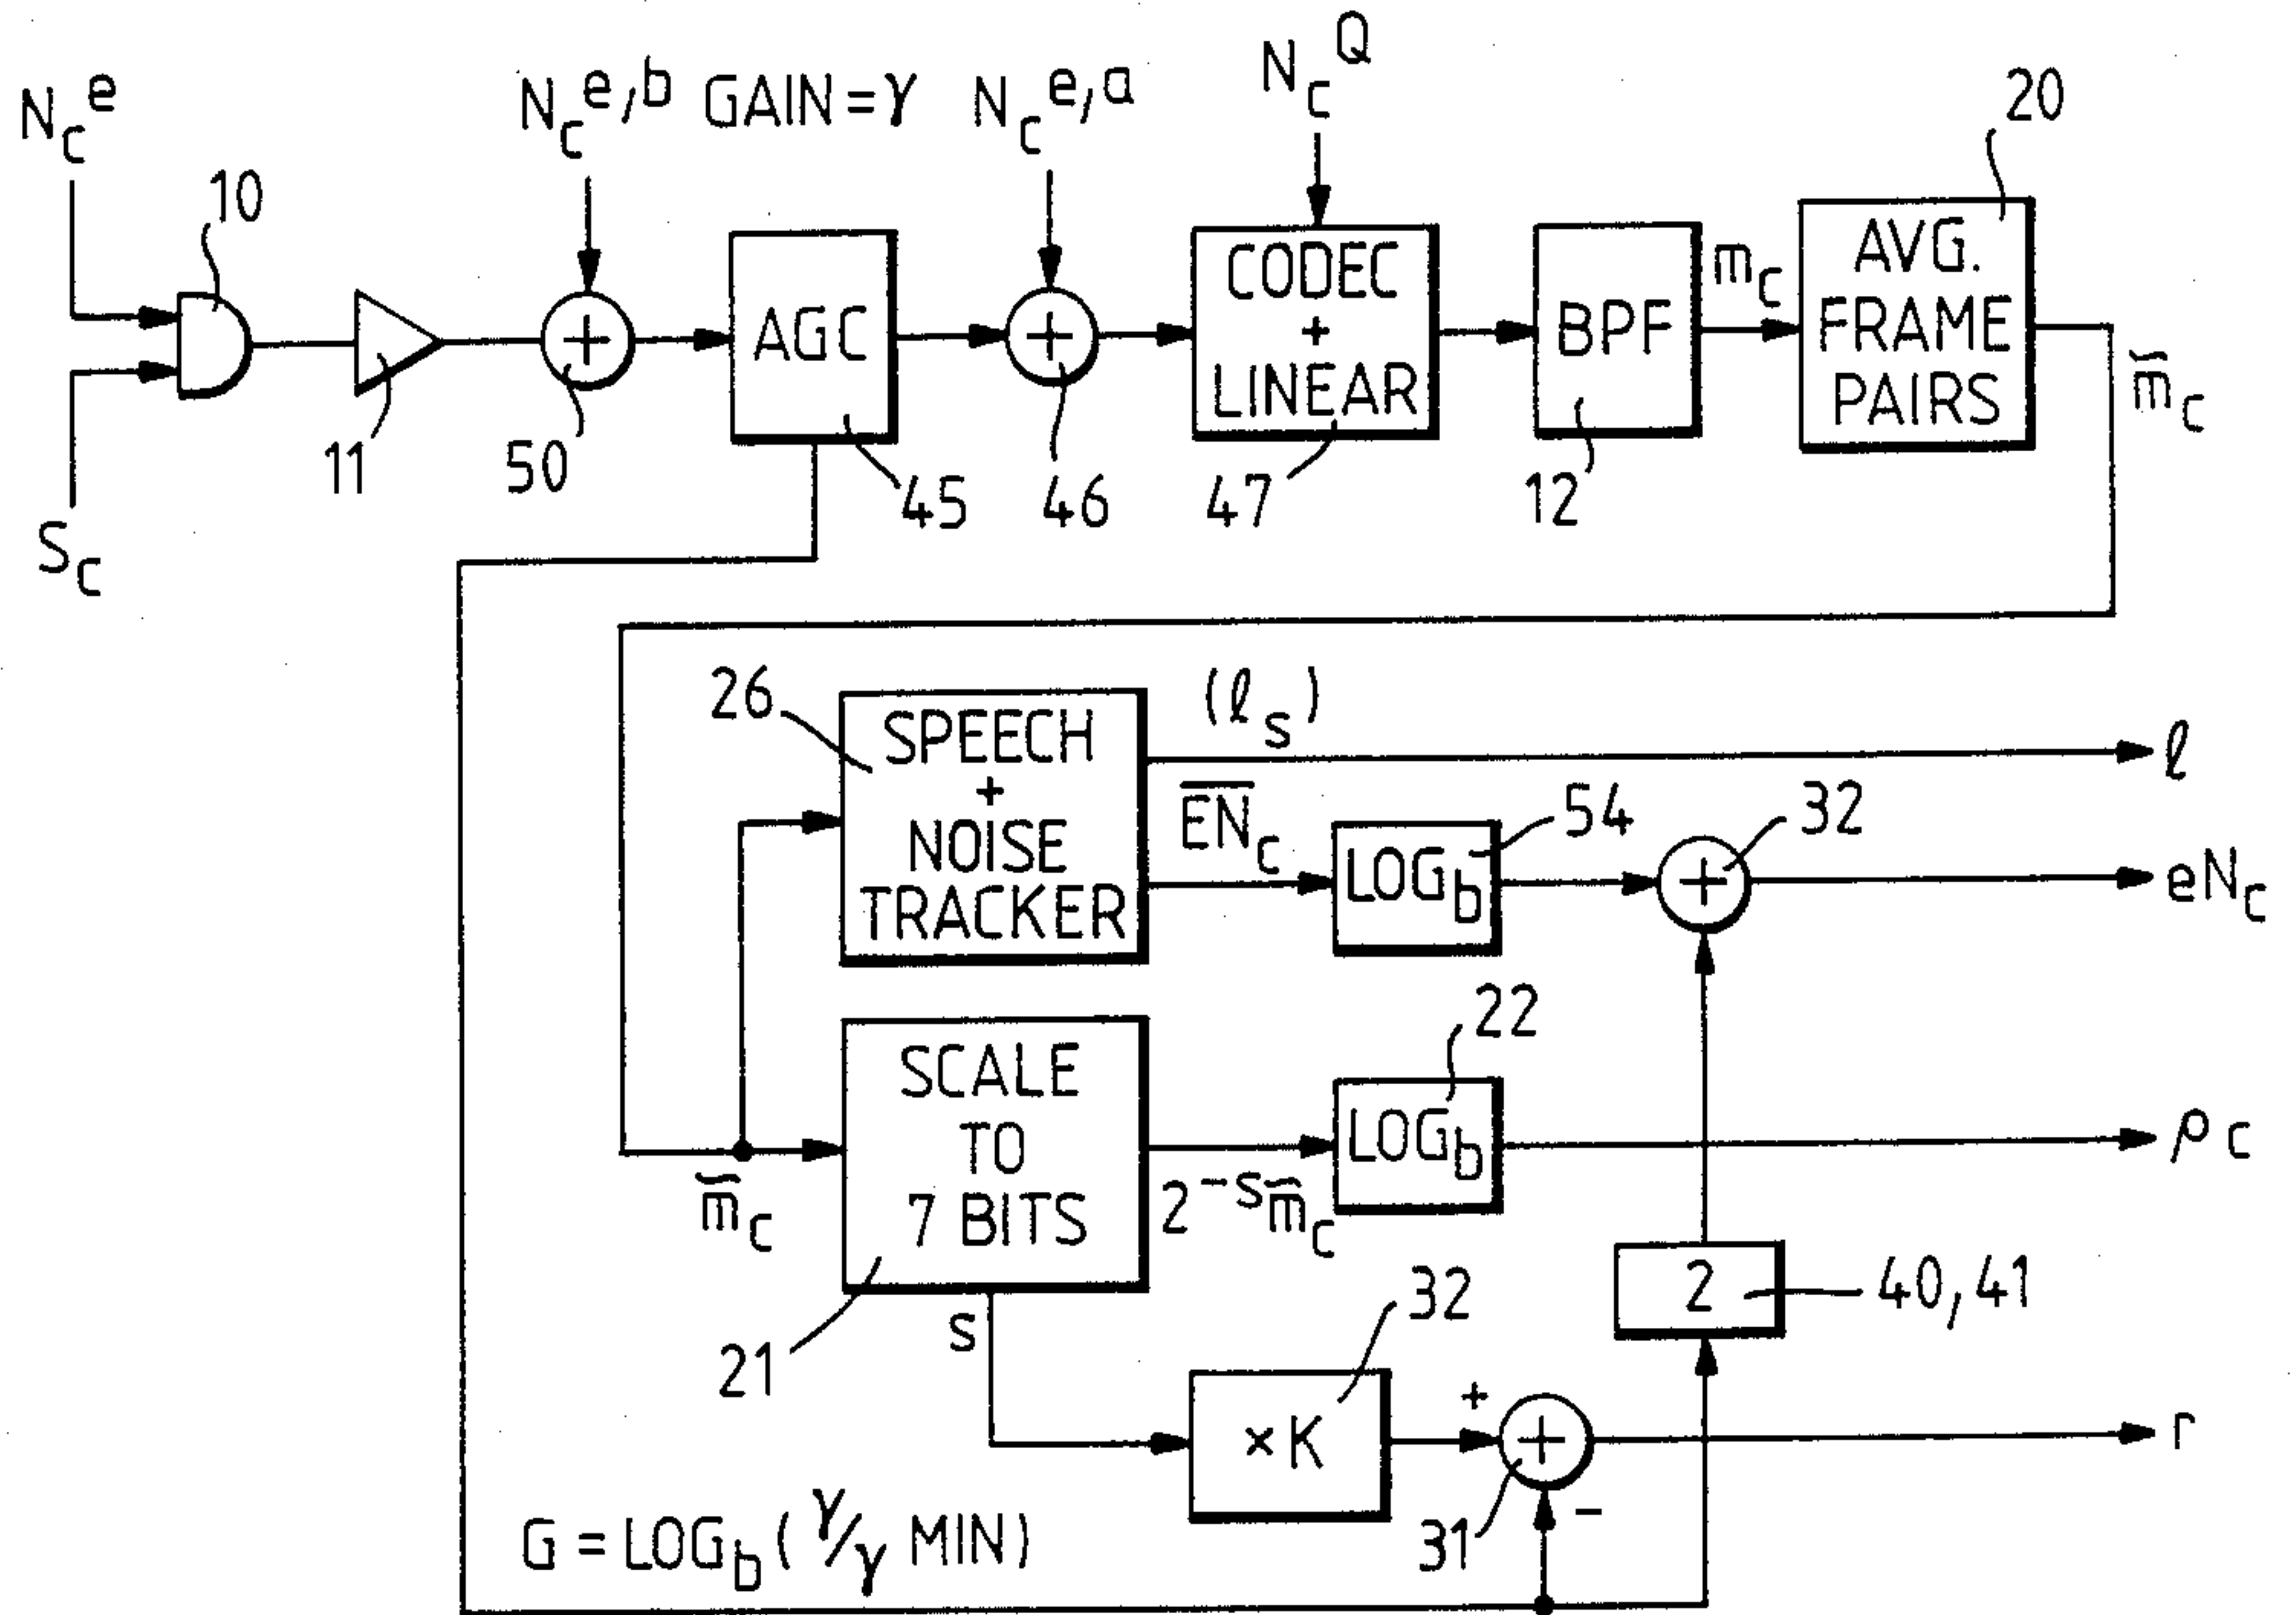 N_c^e
N_c^{e,b} GAIN=γ
N_c^{e,a}
N_c^Q
20
10
AGC
CODEC
+
LINEAR
BPF
m_c
AVG.
FRAME
PAIRS
m̃_c
+
+
11
50
45
46
47
12
S_c
26
SPEECH
+
NOISE
TRACKER
(ℓ_s)
ℓ
EN̅_c
LOG_b
54
+
32
eN_c
SCALE
TO
7 BITS
m̃_c
2^{-s}m̃_c
LOG_b
22
ρ c
21
s
×K
32
+
+
-
31
r
2
40,41
G = LOG_b (γ/γ MIN)